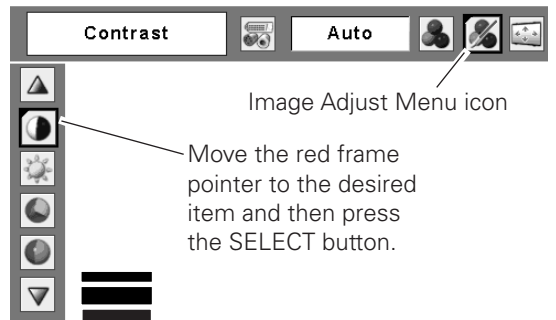 Contrast Auto
Image Adjust Menu icon
Move the red frame
pointer to the desired
item and then press
the SELECT button.